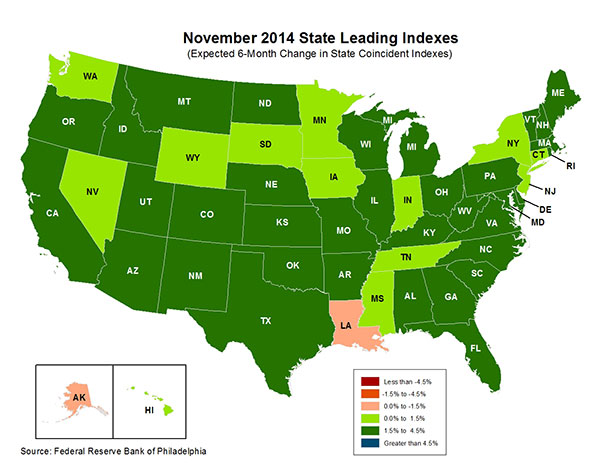 November 2014 State Leading Indexes
(Expected 6-Month Change in State Coincident Indexes)
WA
MT
ND
MN
ME
OR
ID
WY
SD
WI
MI
MI
NY
VT
NH
MA
CT
RI
NV
UT
CO
NE
IA
IL
IN
OH
PA
NJ
DE
MD
CA
KS
MO
KY
WV
VA
AZ
NM
OK
AR
TN
NC
SC
TX
LA
MS
AL
GA
FL
AK
HI
Less than -4.5%
-1.5% to -4.5%
0.0% to -1.5%
0.0% to 1.5%
1.5% to 4.5%
Greater than 4.5%
Source: Federal Reserve Bank of Philadelphia